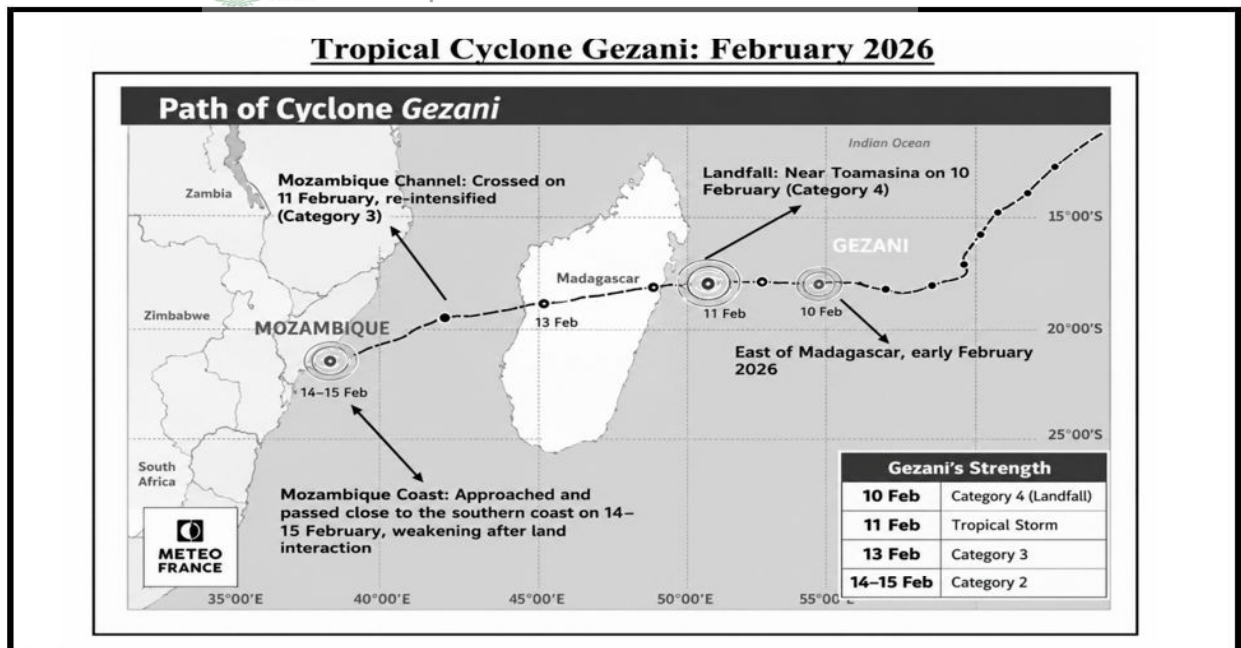 Tropical Cyclone Gezani: February 2026
Path of Cyclone Gezani
Indian Ocean
Zambia
Mozambique Channel: Crossed on
11 February, re-intensified
(Category 3)
Landfall: Near Toamasina on 10
February (Category 4)
15°00'S
GEZANI
Madagascar
Zimbabwe
MOZAMBIQUE
13 Feb
11 Feb
10 Feb
20°00'S
East of Madagascar, early February
2026
14–15 Feb
25°00'S
South
Africa
Mozambique Coast: Approached and
passed close to the southern coast on 14–
15 February, weakening after land
interaction
METEO
FRANCE
Gezani's Strength
10 Feb Category 4 (Landfall)
11 Feb Tropical Storm
13 Feb Category 3
14–15 Feb Category 2
35°00'E
40°00'E
45°00'E
50°00'E